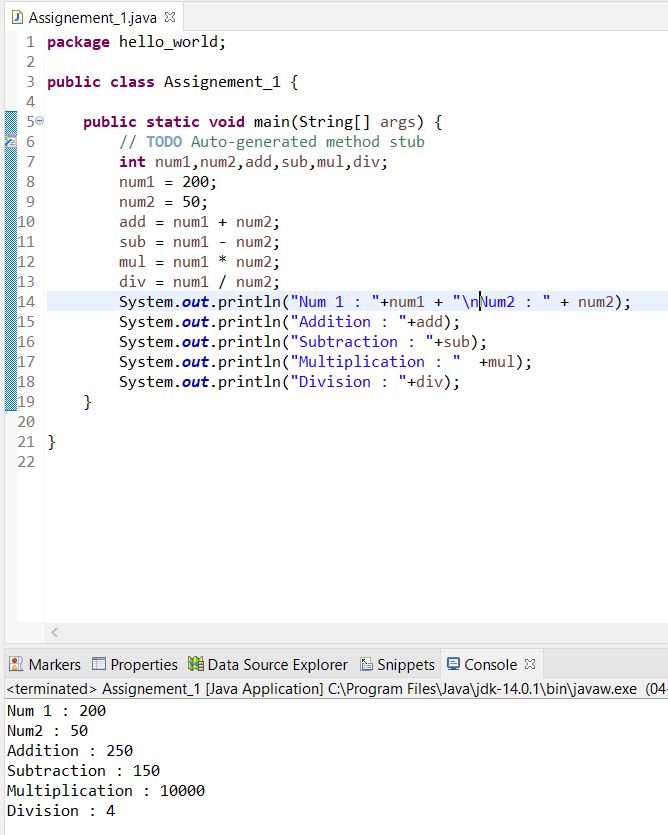 Assignement_1.java
1 package hello_world;
2
3 public class Assignement_1 {
4
5 public static void main(String[] args) {
6 // TODO Auto-generated method stub
7 int num1,num2,add,sub,mul,div;
8 num1 = 200;
9 num2 = 50;
10 add = num1 + num2;
11 sub = num1 - num2;
12 mul = num1 * num2;
13 div = num1 / num2;
14 System.out.println("Num 1 : "+num1 + "\nNum2 : " + num2);
15 System.out.println("Addition : "+add);
16 System.out.println("Subtraction : "+sub);
17 System.out.println("Multiplication : "  +mul);
18 System.out.println("Division : "+div);
19 }
20
21 }
22
Markers Properties Data Source Explorer Snippets Console
<terminated> Assignement_1 [Java Application] C:\Program Files\Java\jdk-14.0.1\bin\javaw.exe (04-
Num 1 : 200
Num2 : 50
Addition : 250
Subtraction : 150
Multiplication : 10000
Division : 4